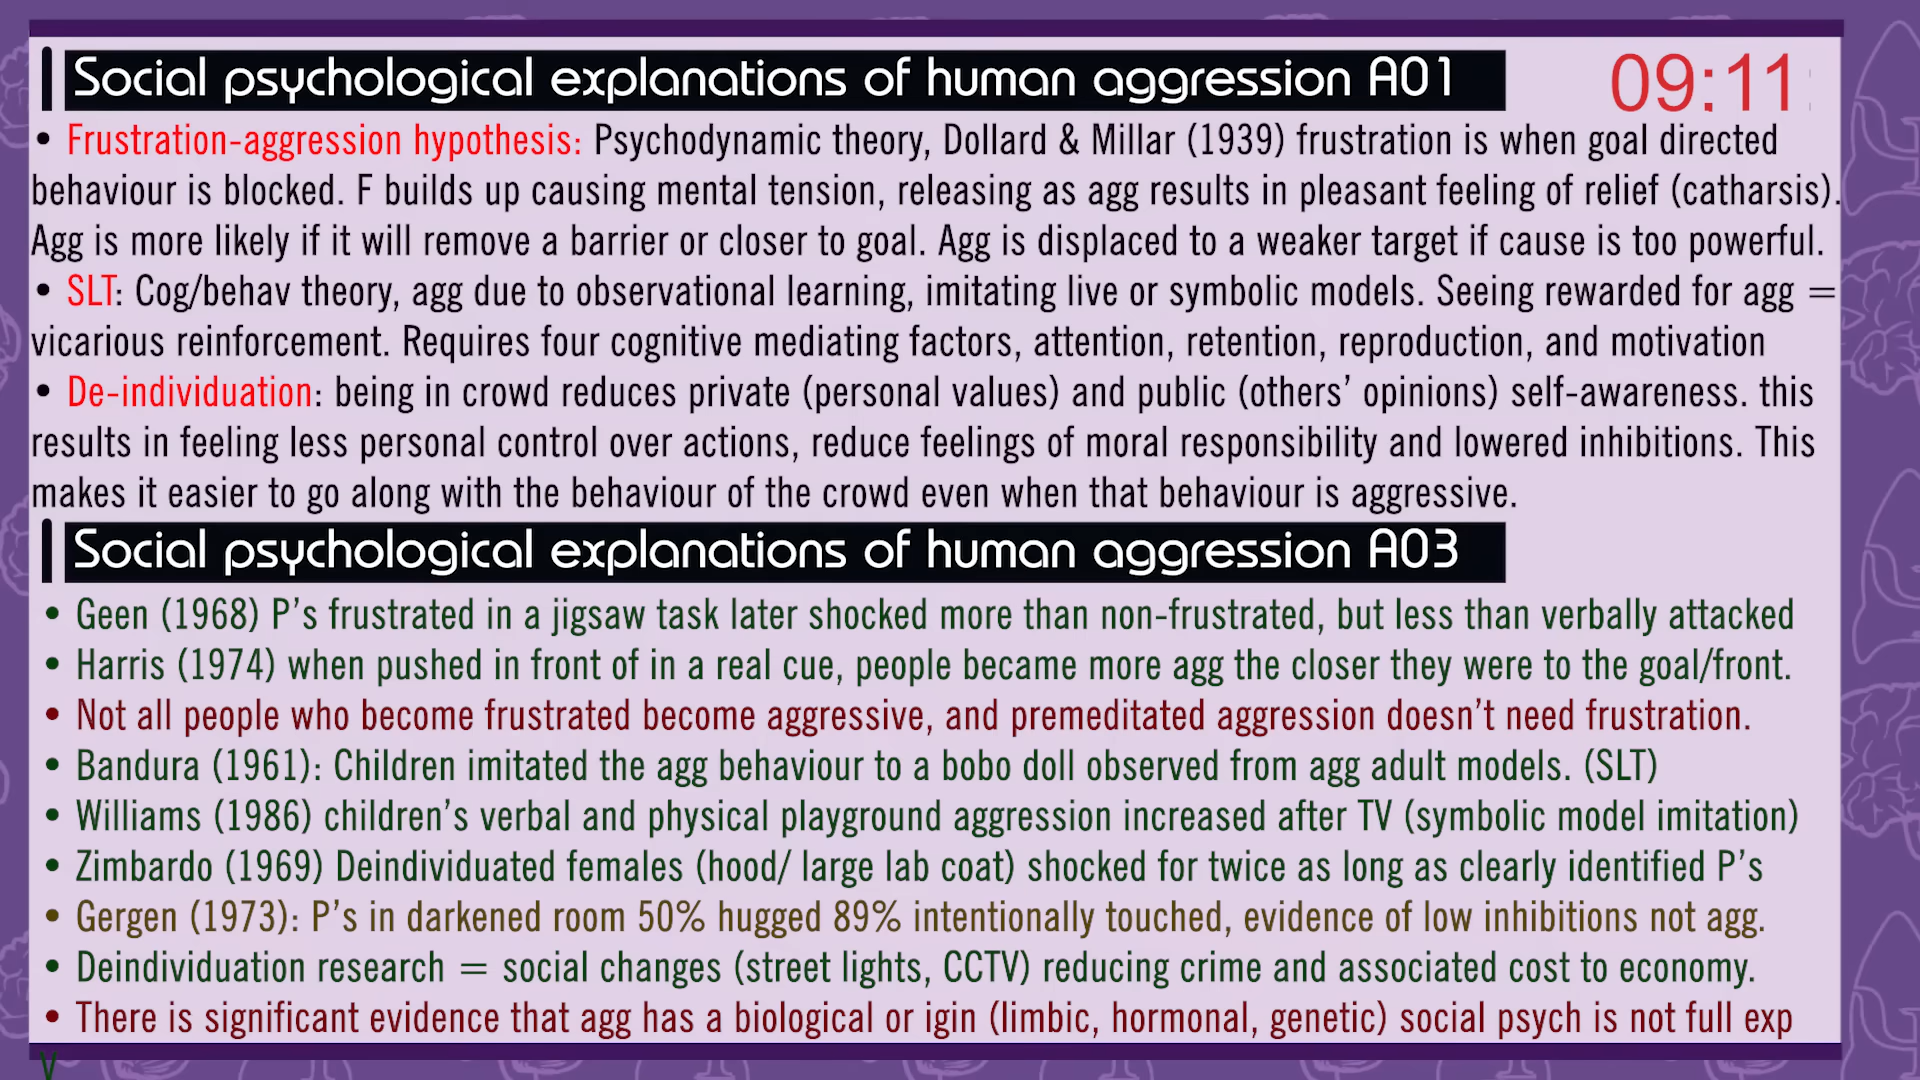 Social psychological explanations of human aggression AO1
09:11
• Frustration-aggression hypothesis: Psychodynamic theory, Dollard & Millar (1939) frustration is when goal directed
behaviour is blocked. F builds up causing mental tension, releasing as agg results in pleasant feeling of relief (catharsis).
Agg is more likely if it will remove a barrier or closer to goal. Agg is displaced to a weaker target if cause is too powerful.
• SLT: Cog/behav theory, agg due to observational learning, imitating live or symbolic models. Seeing rewarded for agg =
vicarious reinforcement. Requires four cognitive mediating factors, attention, retention, reproduction, and motivation
• De-individuation: being in crowd reduces private (personal values) and public (others’ opinions) self-awareness. this
results in feeling less personal control over actions, reduce feelings of moral responsibility and lowered inhibitions. This
makes it easier to go along with the behaviour of the crowd even when that behaviour is aggressive.
Social psychological explanations of human aggression AO3
• Geen (1968) P’s frustrated in a jigsaw task later shocked more than non-frustrated, but less than verbally attacked
• Harris (1974) when pushed in front of in a real cue, people became more agg the closer they were to the goal/front.
• Not all people who become frustrated become aggressive, and premeditated aggression doesn’t need frustration.
• Bandura (1961): Children imitated the agg behaviour to a bobo doll observed from agg adult models. (SLT)
• Williams (1986) children’s verbal and physical playground aggression increased after TV (symbolic model imitation)
• Zimbardo (1969) Deindividuated females (hood/ large lab coat) shocked for twice as long as clearly identified P’s
• Gergen (1973): P’s in darkened room 50% hugged 89% intentionally touched, evidence of low inhibitions not agg.
• Deindividuation research = social changes (street lights, CCTV) reducing crime and associated cost to economy.
• There is significant evidence that agg has a biological or igin (limbic, hormonal, genetic) social psych is not full exp